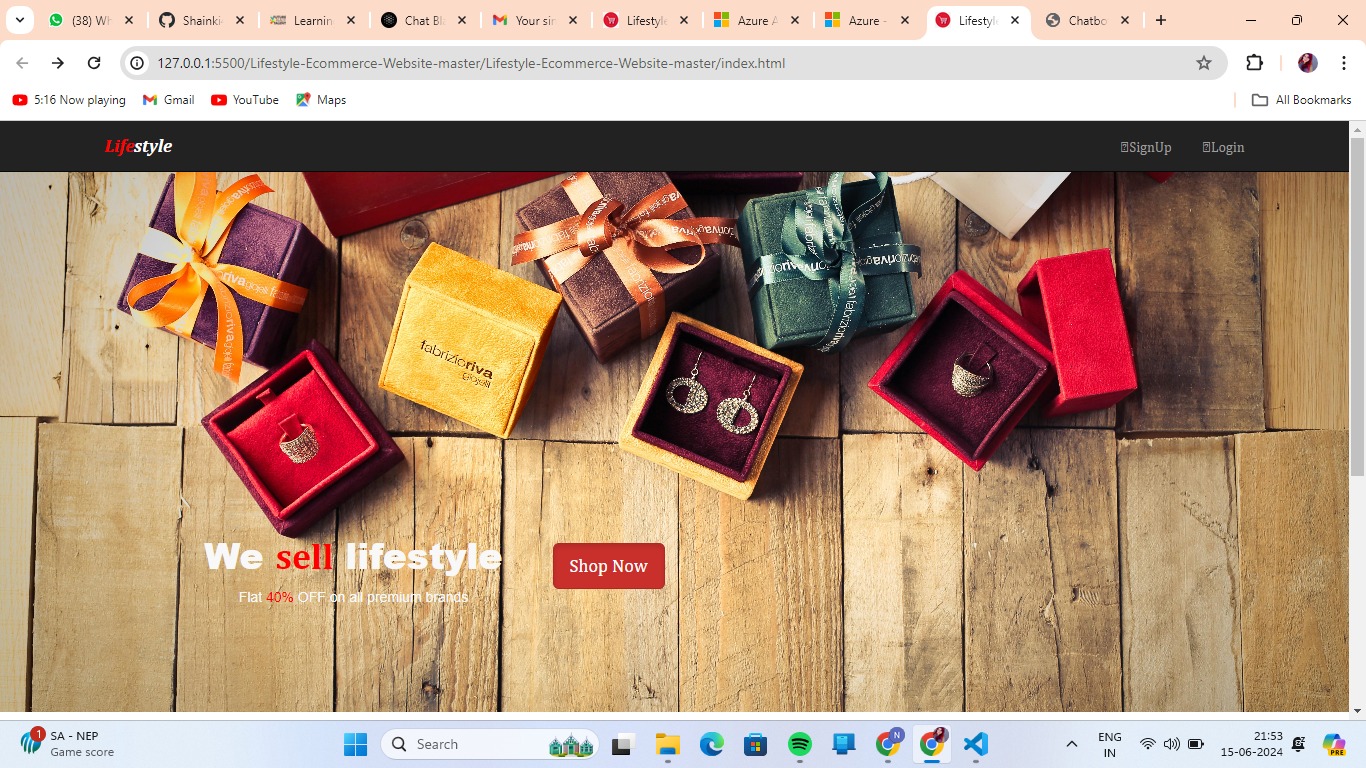 (38) Wh
Shainki
Learnin
Chat Bl
Your sin
Lifestyle
Azure A
Azure -
Lifestyle
Chatbo
127.0.0.1:5500/Lifestyle-Ecommerce-Website-master/Lifestyle-Ecommerce-Website-master/index.html
5:16 Now playing
Gmail
YouTube
Maps
All Bookmarks
Lifestyle
SignUp
Login
fabrizioriva
Gioielli
We sell lifestyle
Shop Now
Flat 40% OFF on all premium brands
1
SA - NEP
Game score
Search
N
ENG
IN
21:53
15-06-2024
PRE